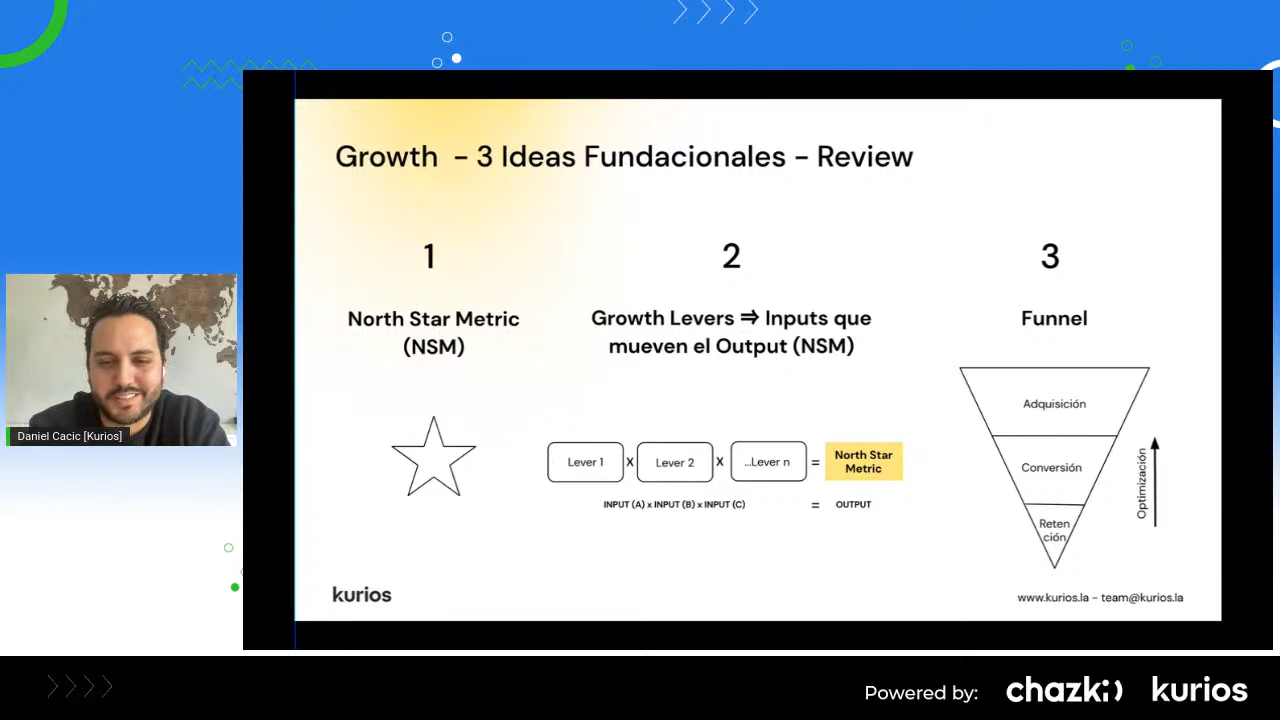 Growth - 3 Ideas Fundacionales - Review
1
2
3
North Star Metric
(NSM)
Growth Levers ⇒ Inputs que
mueven el Output (NSM)
Funnel
Adquisición
Conversión
Reten
ción
Optimización
Lever 1
X
Lever 2
X
...Lever n
=
North Star
Metric
INPUT (A) x INPUT (B) x INPUT (C)
=
OUTPUT
kurios
www.kurios.la - team@kurios.la
Daniel Cacic [Kurios]
Powered by:
chazki
kurios